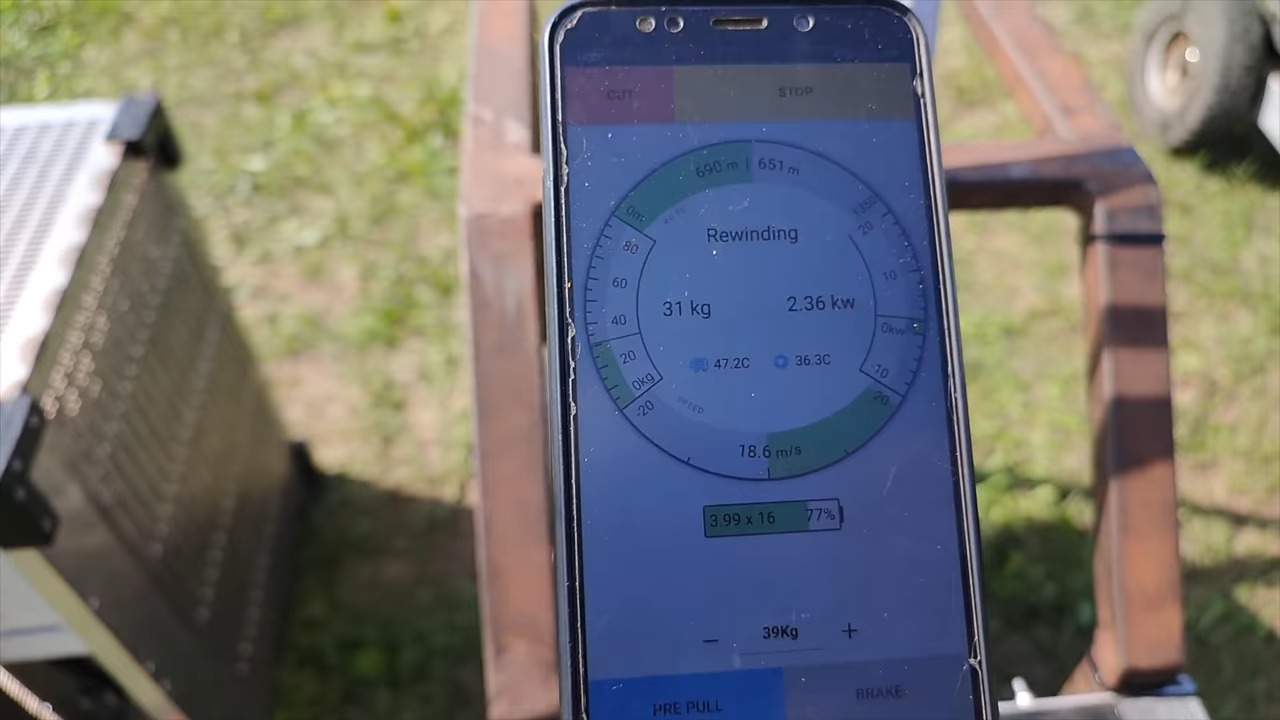 CUT STOP
690 m | 651 m
0m 1350
Rewinding
80 20
60 10
31 kg 2.36 kw
40 0kw
20 -10
47.2C 36.3C
0kg 20
-20 SPEED
18.6 m/s
3.99 x 16 77%
− 39Kg +
PRE PULL BRAKE